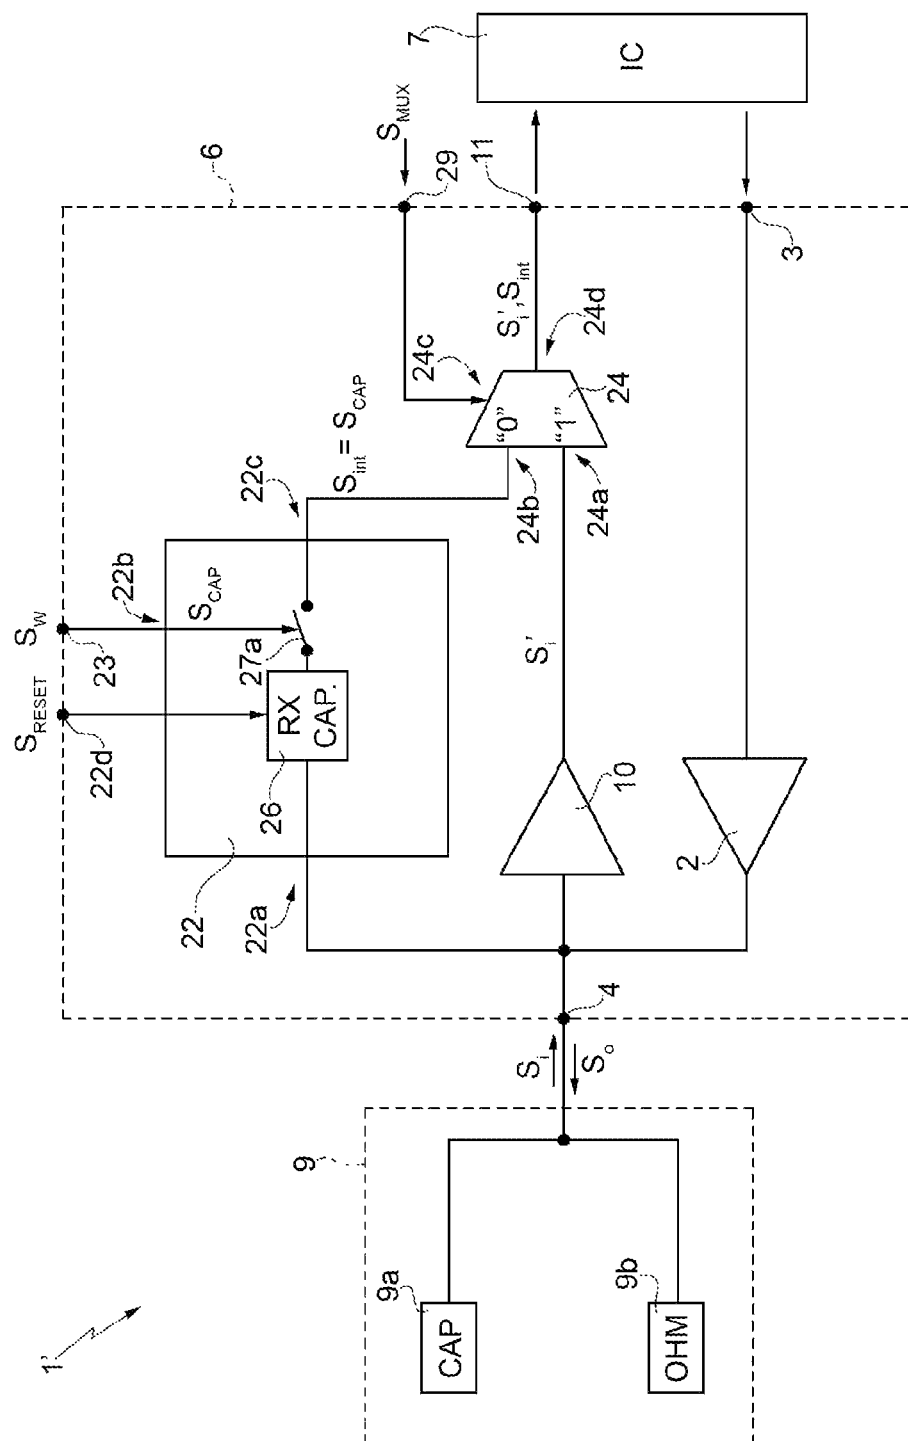 1'
9
9a
CAP
9b
OHM
S_i
S_o
4
6
S_RESET
S_W
22d
23
22b
22
22a
26
RX
CAP.
27a
S_CAP
22c
S_int = S_CAP
10
2
S_i'
24b
24a
24c
"0"
"1"
24
24d
S_i', S_int
S_MUX
29
11
3
7
IC